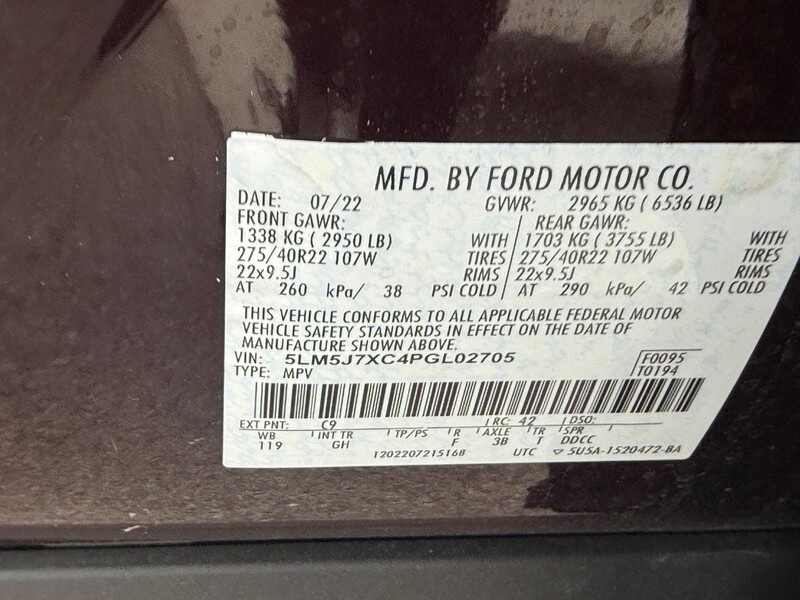 MFD. BY FORD MOTOR CO.
DATE: 07/22 GVWR: 2965 KG ( 6536 LB)
FRONT GAWR: REAR GAWR:
1338 KG ( 2950 LB) WITH 1703 KG ( 3755 LB) WITH
275/40R22 107W TIRES 275/40R22 107W TIRES
22x9.5J RIMS 22x9.5J RIMS
AT 260 kPa/ 38 PSI COLD AT 290 kPa/ 42 PSI COLD
THIS VEHICLE CONFORMS TO ALL APPLICABLE FEDERAL MOTOR
VEHICLE SAFETY STANDARDS IN EFFECT ON THE DATE OF
MANUFACTURE SHOWN ABOVE.
VIN: 5LM5J7XC4PGL02705 F0095
TYPE: MPV T0194
EXT PNT: C9 RC: 42 DSO:
WB INT TR TP/PS R AXLE TR SPR
119 GH F 3B T DDCC
1202207215168 UTC ▽ 5U5A-1520472-BA